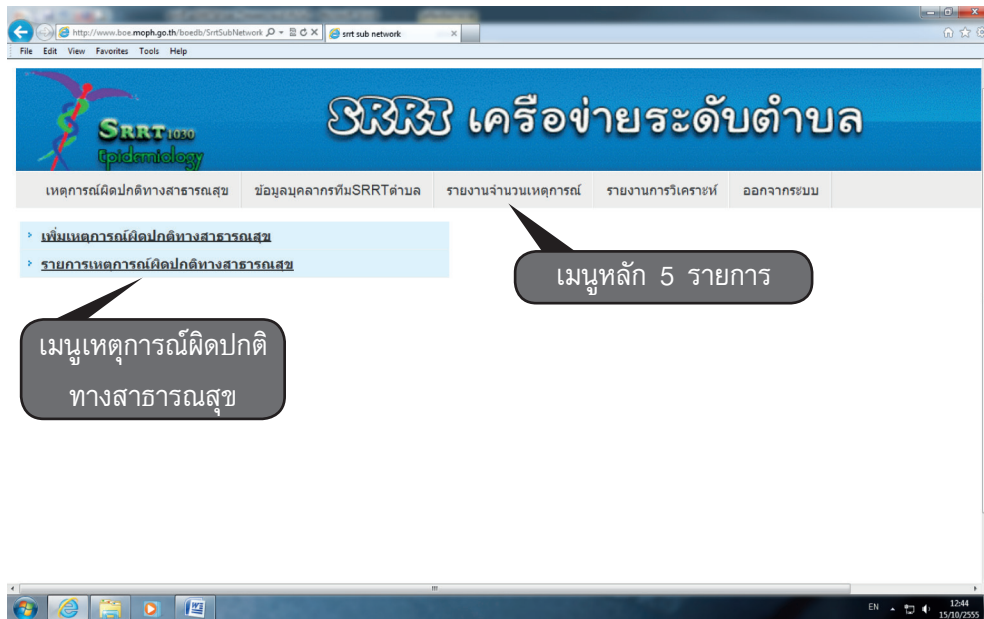 http://www.boe.moph.go.th/boedb/SrrtSubNetwork
srrt sub network
File Edit View Favorites Tools Help
SRRT 1030
Epidemiology
SRRT เครือข่ายระดับตำบล
เหตุการณ์ผิดปกติทางสาธารณสุข ข้อมูลบุคลากรทีมSRRTตำบล รายงานจำนวนเหตุการณ์ รายงานการวิเคราะห์ ออกจากระบบ
เพิ่มเหตุการณ์ผิดปกติทางสาธารณสุข
รายการเหตุการณ์ผิดปกติทางสาธารณสุข
เมนูหลัก 5 รายการ
เมนูเหตุการณ์ผิดปกติ
ทางสาธารณสุข
EN
12:44
15/10/2555